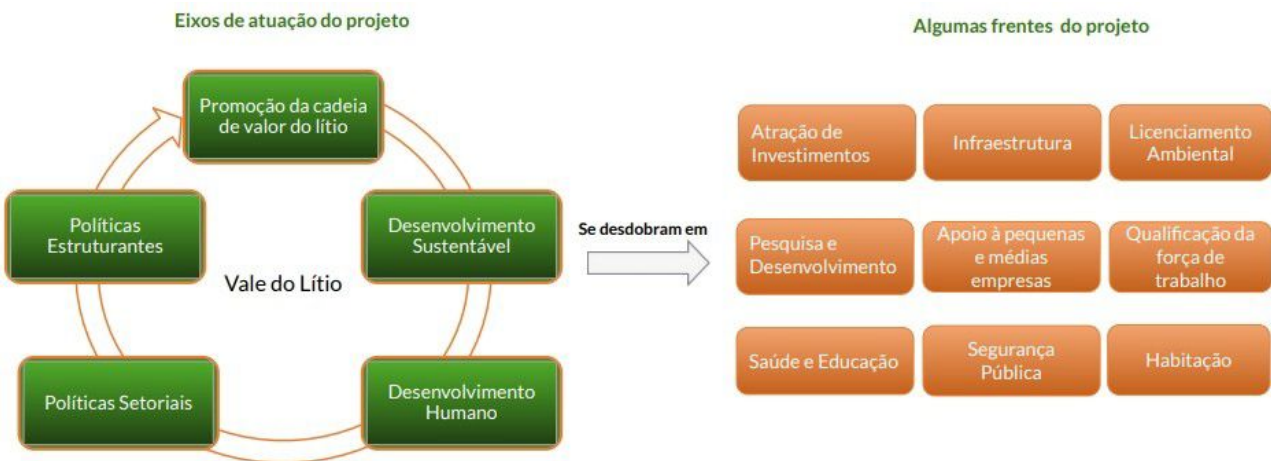 Eixos de atuação do projeto
Promoção da cadeia
de valor do lítio
Políticas
Estruturantes
Desenvolvimento
Sustentável
Vale do Lítio
Políticas Setoriais
Desenvolvimento
Humano
Se desdobram em
Algumas frentes do projeto
Atração de
Investimentos
Infraestrutura
Licenciamento
Ambiental
Pesquisa e
Desenvolvimento
Apoio à pequenas
e médias
empresas
Qualificação da
força de
trabalho
Saúde e Educação
Segurança
Pública
Habitação